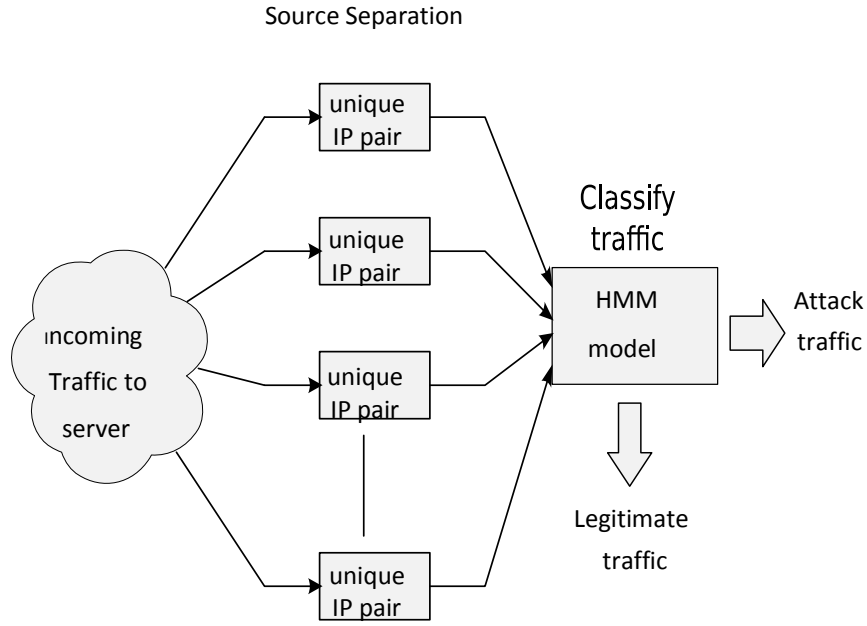 Source Separation
unique
IP pair
unique
IP pair
unique
IP pair
unique
IP pair
ıncoming
Traffic to
server
Classify
traffic
HMM
model
Attack
traffic
Legitimate
traffic